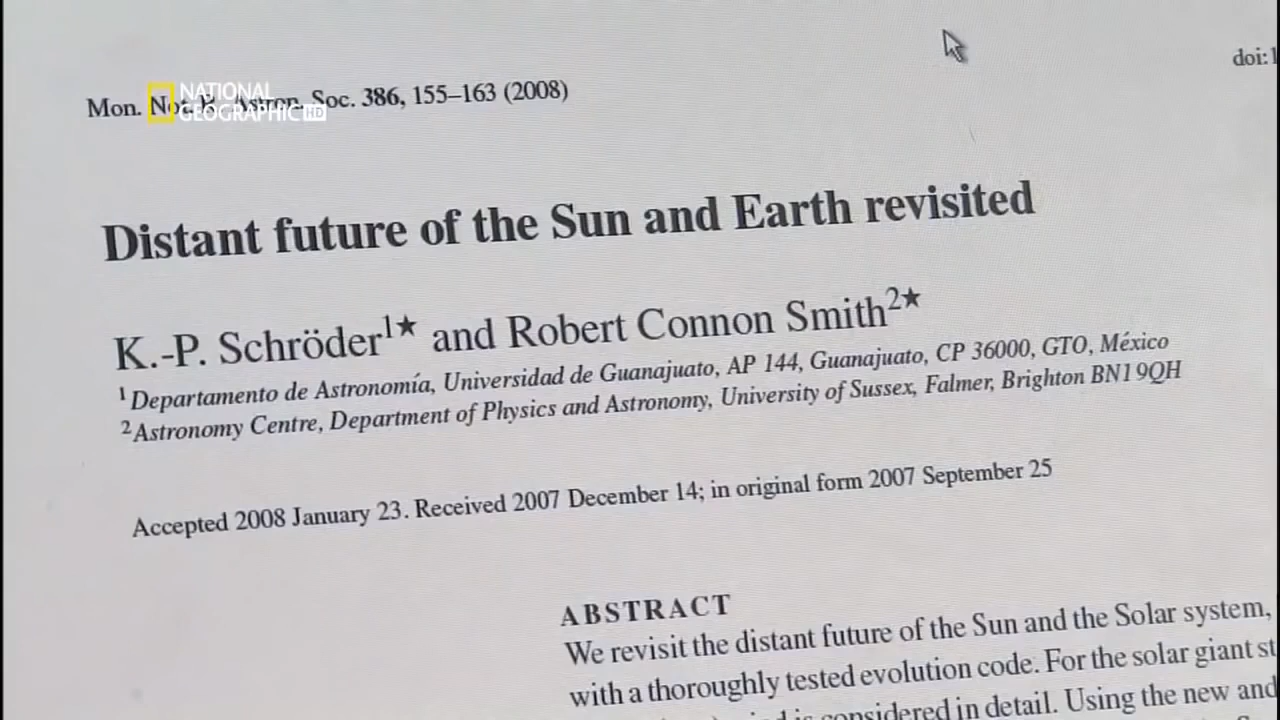 doi:1
Mon. Not. R. Astron. Soc. 386, 155–163 (2008)
NATIONAL
GEOGRAPHIC HD
Distant future of the Sun and Earth revisited
K.-P. Schröder1★ and Robert Connon Smith2★
1Departamento de Astronomía, Universidad de Guanajuato, AP 144, Guanajuato, CP 36000, GTO, México
2Astronomy Centre, Department of Physics and Astronomy, University of Sussex, Falmer, Brighton BN1 9QH
Accepted 2008 January 23. Received 2007 December 14; in original form 2007 September 25
ABSTRACT
We revisit the distant future of the Sun and the Solar system,
with a thoroughly tested evolution code. For the solar giant st
is considered in detail. Using the new and